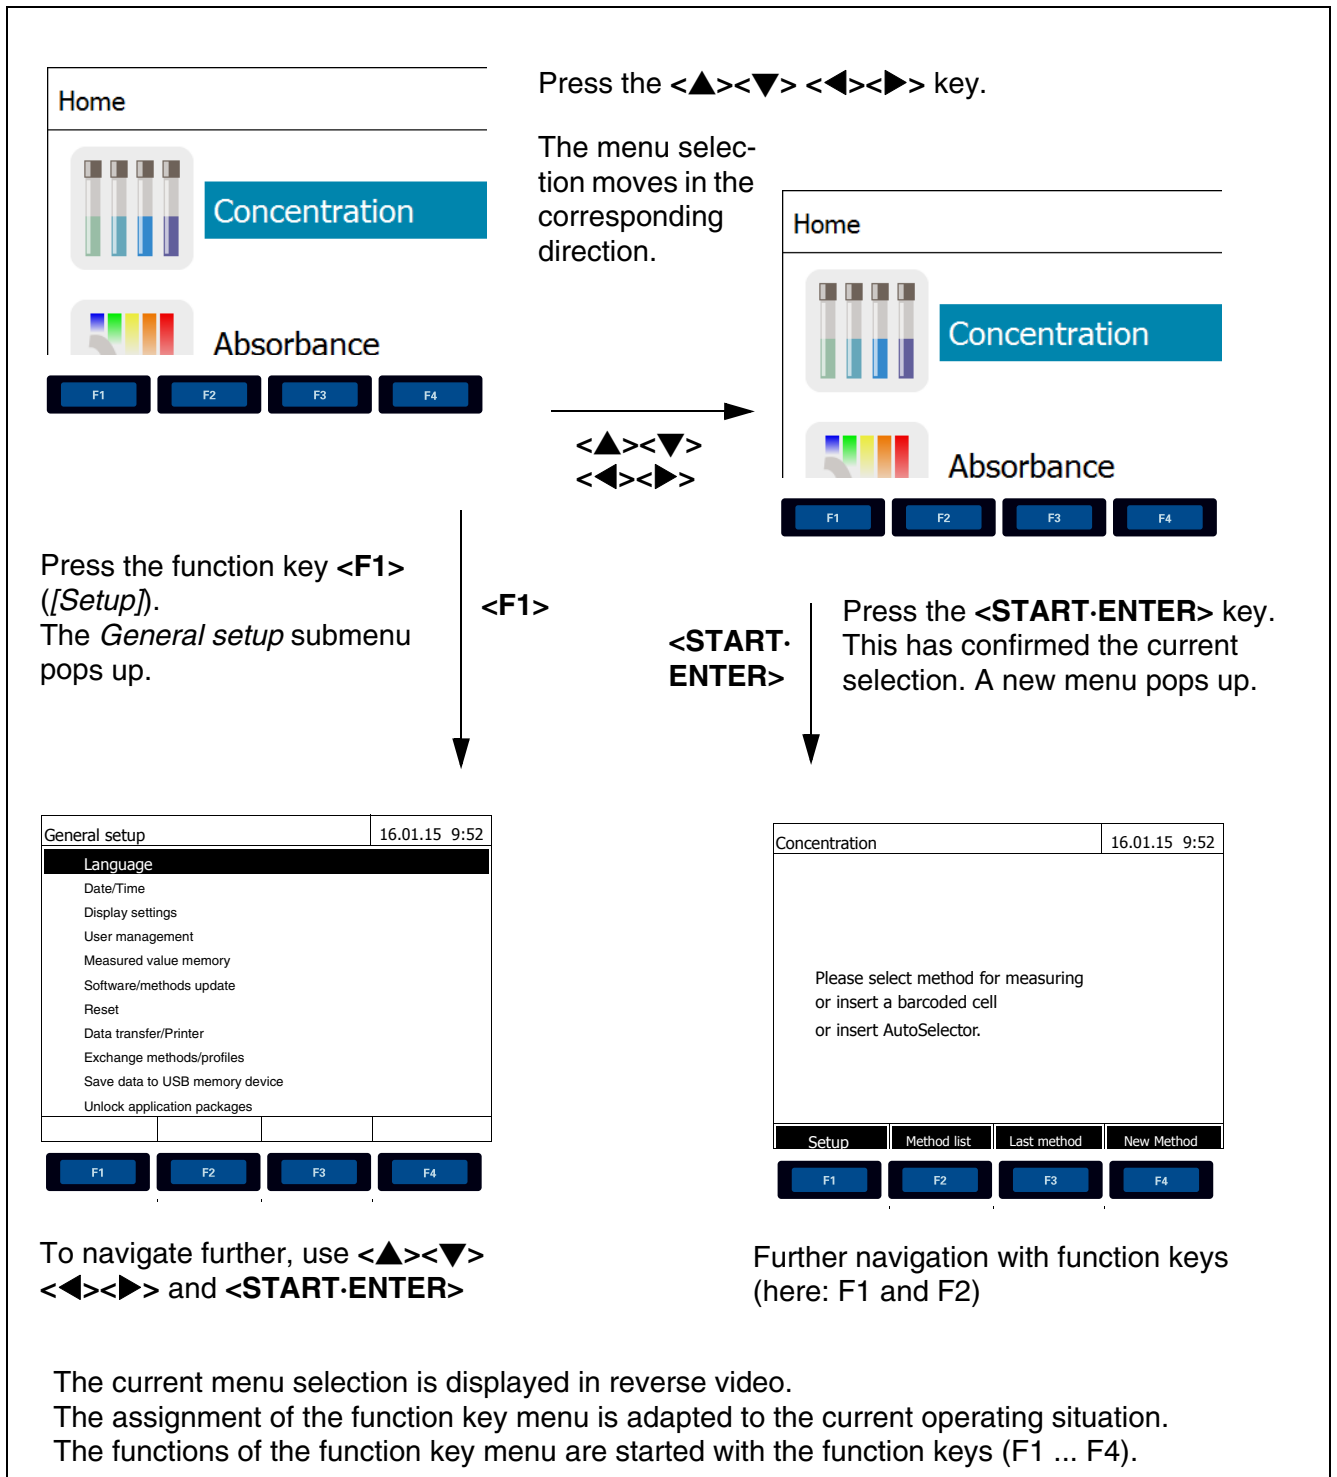 Home
Concentration
Absorbance
F1 F2 F3 F4
Press the <▲><▼> <◀><▶> key.
The menu selec-
tion moves in the
corresponding
direction.
Home
Concentration
Absorbance
F1 F2 F3 F4
<▲><▼>
<◀><▶>
Press the function key <F1>
([Setup]).
The General setup submenu
pops up.
<F1>
<START·
ENTER>
Press the <START·ENTER> key.
This has confirmed the current
selection. A new menu pops up.
General setup 16.01.15 9:52
Language
Date/Time
Display settings
User management
Measured value memory
Software/methods update
Reset
Data transfer/Printer
Exchange methods/profiles
Save data to USB memory device
Unlock application packages
F1 F2 F3 F4
To navigate further, use <▲><▼>
<◀><▶> and <START·ENTER>
Concentration 16.01.15 9:52
Please select method for measuring
or insert a barcoded cell
or insert AutoSelector.
Setup Method list Last method New Method
F1 F2 F3 F4
Further navigation with function keys
(here: F1 and F2)
The current menu selection is displayed in reverse video.
The assignment of the function key menu is adapted to the current operating situation.
The functions of the function key menu are started with the function keys (F1 ... F4).